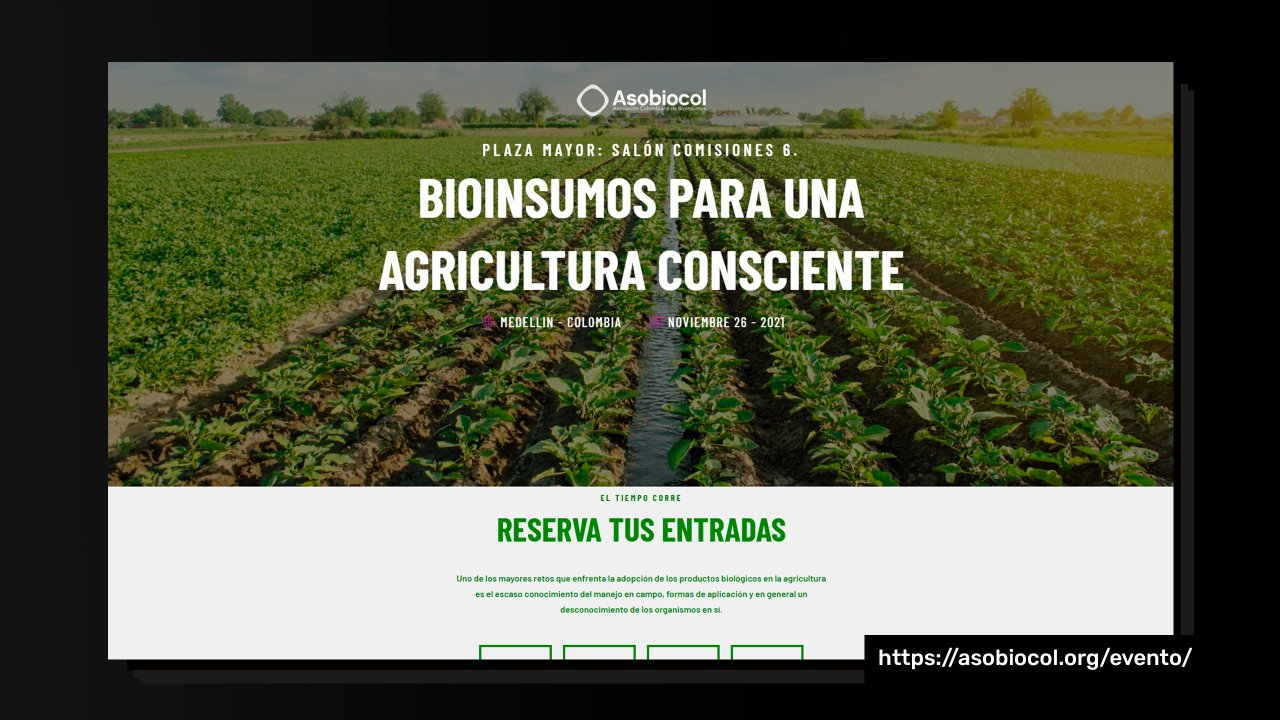 Asobiocol
Asociación Colombiana de Bioinsumos
PLAZA MAYOR: SALÓN COMISIONES 6.
BIOINSUMOS PARA UNA
AGRICULTURA CONSCIENTE
MEDELLIN - COLOMBIA NOVIEMBRE 26 - 2021
EL TIEMPO CORRE
RESERVA TUS ENTRADAS
Uno de los mayores retos que enfrenta la adopción de los productos biológicos en la agricultura
es el escaso conocimiento del manejo en campo, formas de aplicación y en general un
desconocimiento de los organismos en sí.
https://asobiocol.org/evento/